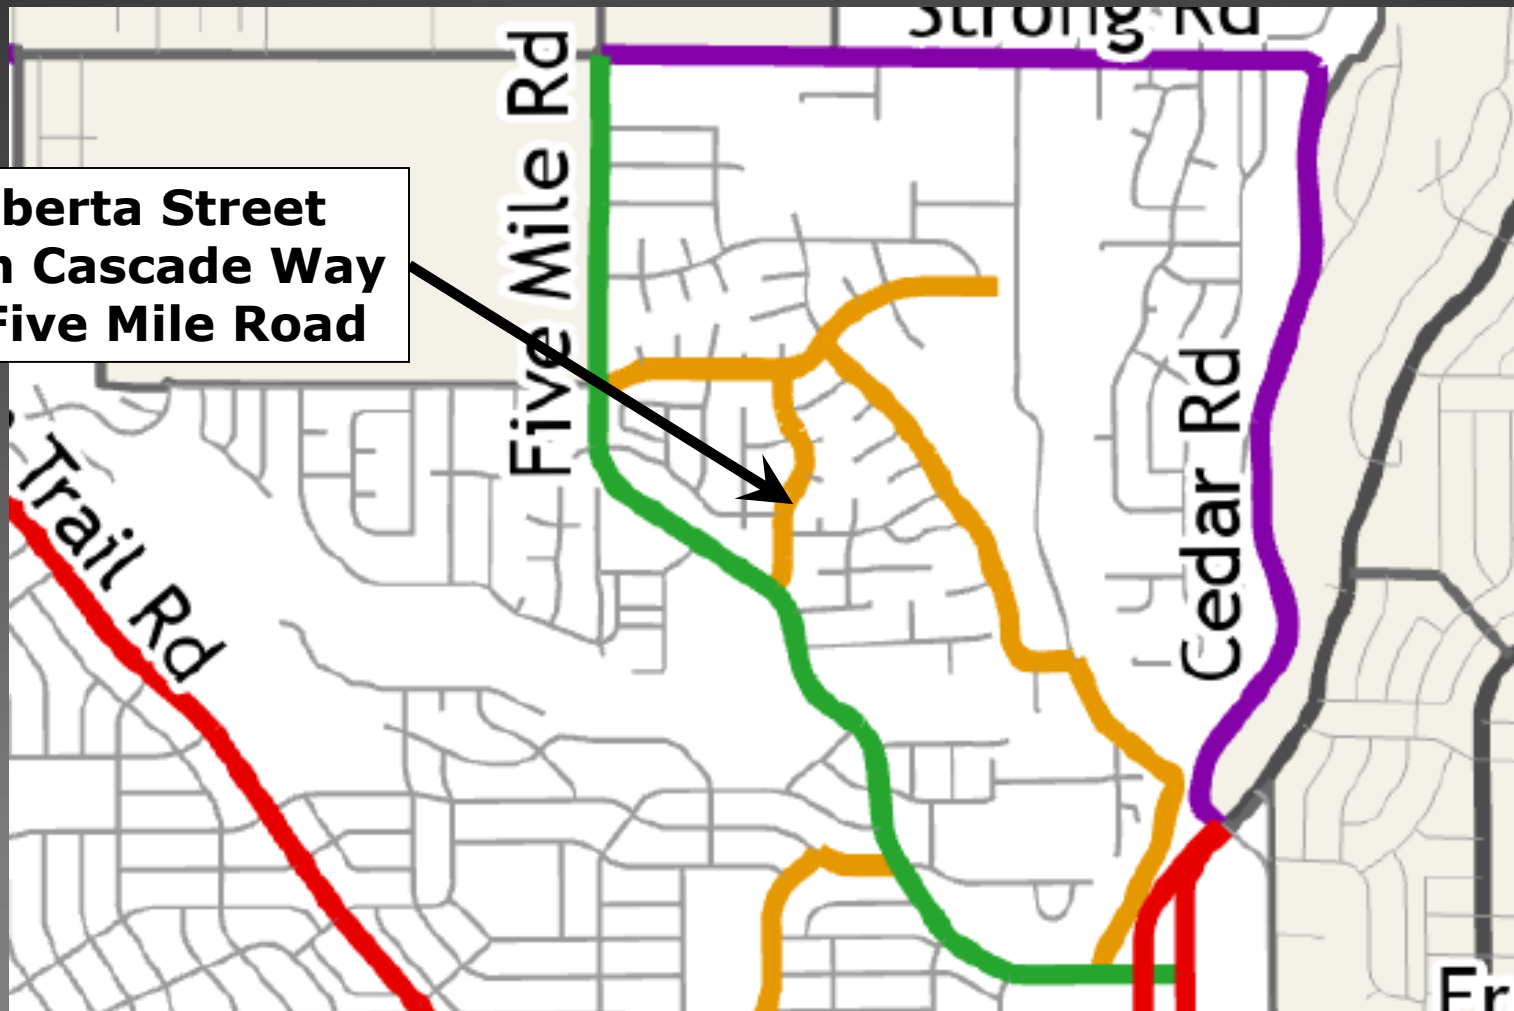 Strong Rd
Five Mile Rd
berta Street
Cascade Way
Five Mile Road
Trail Rd
Cedar Rd
Fr